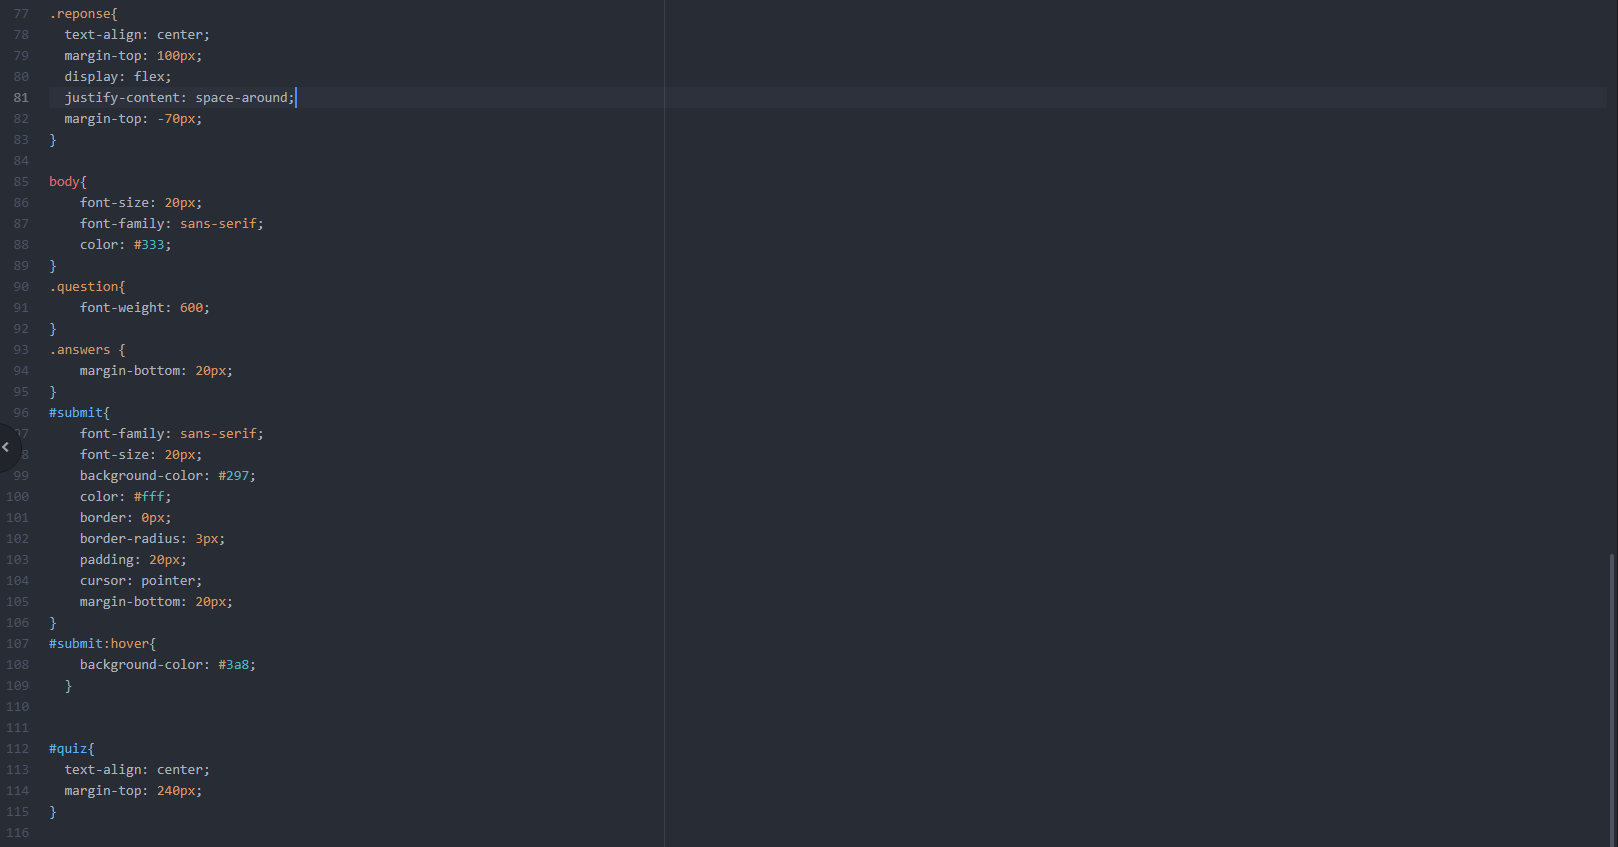 77 .reponse{
78   text-align: center;
79   margin-top: 100px;
80   display: flex;
81   justify-content: space-around;
82   margin-top: -70px;
83 }
84
85 body{
86     font-size: 20px;
87     font-family: sans-serif;
88     color: #333;
89 }
90 .question{
91     font-weight: 600;
92 }
93 .answers {
94     margin-bottom: 20px;
95 }
96 #submit{
7     font-family: sans-serif;
8     font-size: 20px;
99     background-color: #297;
100     color: #fff;
101     border: 0px;
102     border-radius: 3px;
103     padding: 20px;
104     cursor: pointer;
105     margin-bottom: 20px;
106 }
107 #submit:hover{
108     background-color: #3a8;
109   }
110
111
112 #quiz{
113   text-align: center;
114   margin-top: 240px;
115 }
116